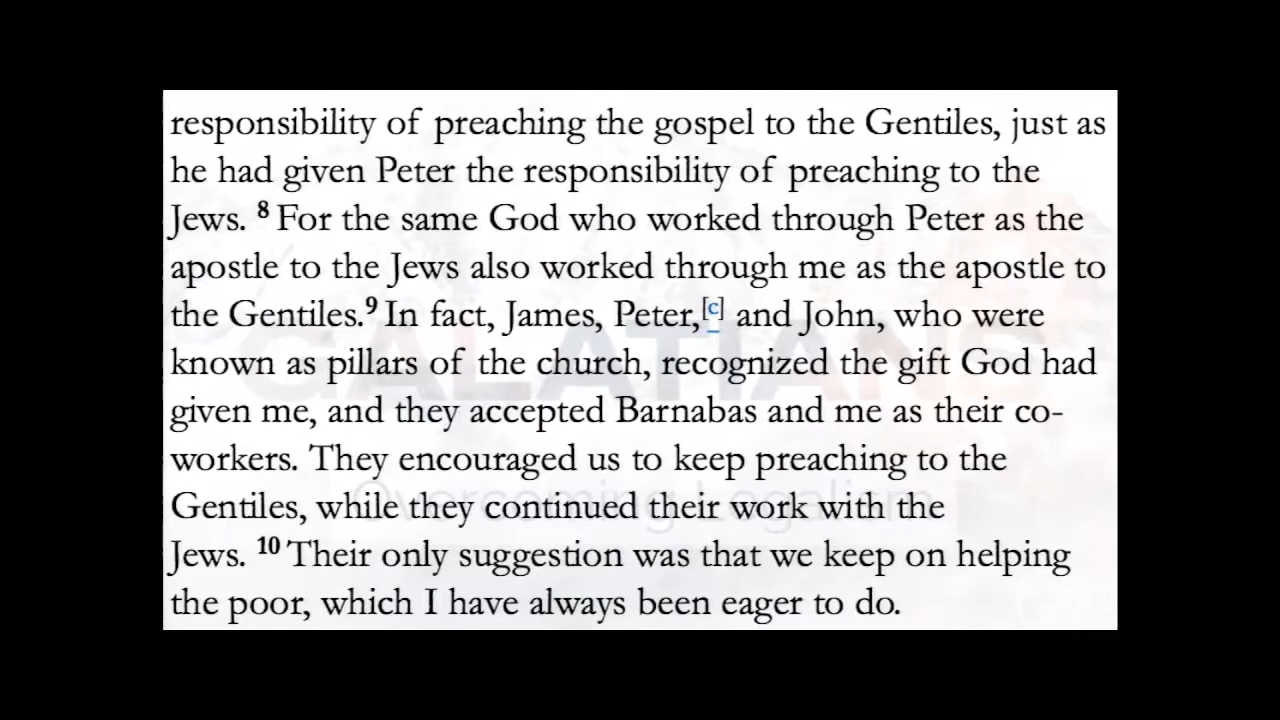 responsibility of preaching the gospel to the Gentiles, just as
he had given Peter the responsibility of preaching to the
Jews. 8 For the same God who worked through Peter as the
apostle to the Jews also worked through me as the apostle to
the Gentiles.9 In fact, James, Peter,[c] and John, who were
known as pillars of the church, recognized the gift God had
GALATIANS
given me, and they accepted Barnabas and me as their co-
workers. They encouraged us to keep preaching to the
Gentiles, while they continued their work with the
Overcoming Legalism
Jews. 10 Their only suggestion was that we keep on helping
the poor, which I have always been eager to do.